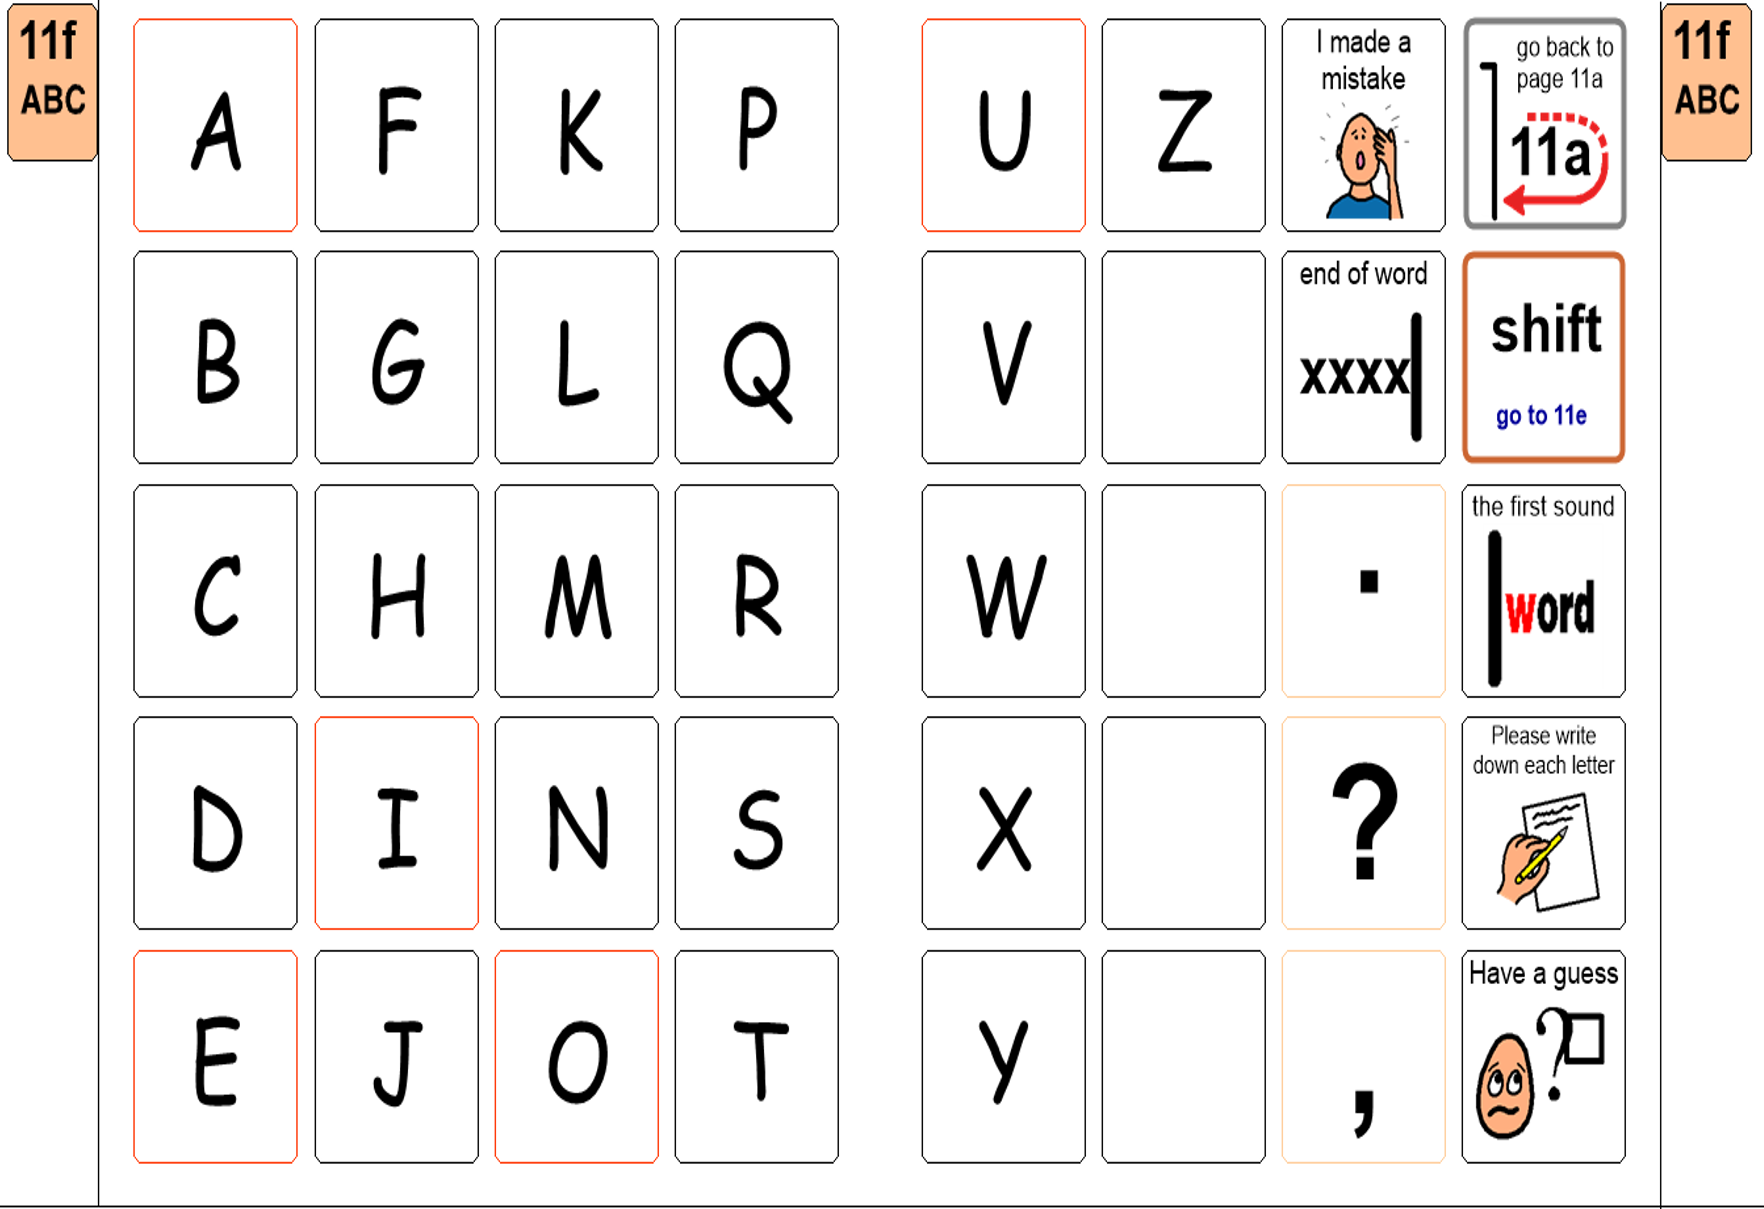 11f
ABC
A F K P U Z
I made a
mistake
go back to
page 11a
11a
11f
ABC
B G L Q V
end of word
xxxx
shift
go to 11e
C H M R W .
the first sound
word
D I N S X ?
Please write
down each letter
E J O T Y ,
Have a guess
?